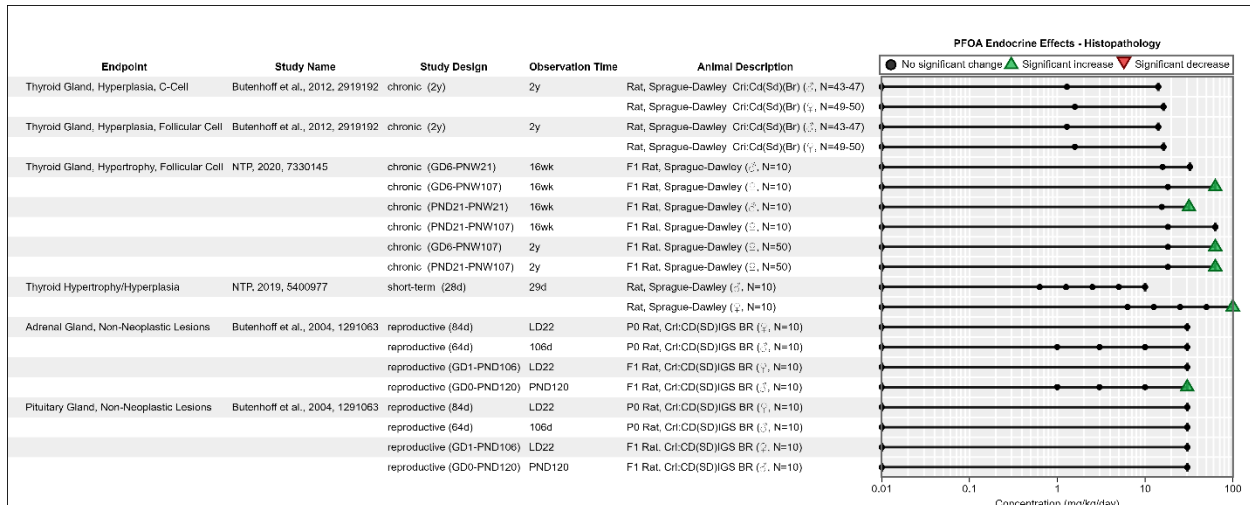 PFOA Endocrine Effects - Histopathology
Endpoint Study Name Study Design Observation Time Animal Description
No significant change Significant increase Significant decrease
Thyroid Gland, Hyperplasia, C-Cell Butenhoff et al., 2012, 2919192 chronic (2y) 2y Rat, Sprague-Dawley Crl:Cd(Sd)(Br) (♂, N=43-47)
Rat, Sprague-Dawley Crl:Cd(Sd)(Br) (♀, N=49-50)
Thyroid Gland, Hyperplasia, Follicular Cell Butenhoff et al., 2012, 2919192 chronic (2y) 2y Rat, Sprague-Dawley Crl:Cd(Sd)(Br) (♂, N=43-47)
Rat, Sprague-Dawley Crl:Cd(Sd)(Br) (♀, N=49-50)
Thyroid Gland, Hypertrophy, Follicular Cell NTP, 2020, 7330145 chronic (GD6-PNW21) 16wk F1 Rat, Sprague-Dawley (♂, N=10)
chronic (GD6-PNW107) 16wk F1 Rat, Sprague-Dawley (♀, N=10)
chronic (PND21-PNW21) 16wk F1 Rat, Sprague-Dawley (♂, N=10)
chronic (PND21-PNW107) 16wk F1 Rat, Sprague-Dawley (♀, N=10)
chronic (GD6-PNW107) 2y F1 Rat, Sprague-Dawley (♀, N=50)
chronic (PND21-PNW107) 2y F1 Rat, Sprague-Dawley (♀, N=50)
Thyroid Hypertrophy/Hyperplasia NTP, 2019, 5400977 short-term (28d) 29d Rat, Sprague-Dawley (♂, N=10)
Rat, Sprague-Dawley (♀, N=10)
Adrenal Gland, Non-Neoplastic Lesions Butenhoff et al., 2004, 1291063 reproductive (84d) LD22 P0 Rat, Crl:CD(SD)IGS BR (♀, N=10)
reproductive (64d) 106d P0 Rat, Crl:CD(SD)IGS BR (♂, N=10)
reproductive (GD1-PND106) LD22 F1 Rat, Crl:CD(SD)IGS BR (♀, N=10)
reproductive (GD0-PND120) PND120 F1 Rat, Crl:CD(SD)IGS BR (♂, N=10)
Pituitary Gland, Non-Neoplastic Lesions Butenhoff et al., 2004, 1291063 reproductive (84d) LD22 P0 Rat, Crl:CD(SD)IGS BR (♀, N=10)
reproductive (64d) 106d P0 Rat, Crl:CD(SD)IGS BR (♂, N=10)
reproductive (GD1-PND106) LD22 F1 Rat, Crl:CD(SD)IGS BR (♀, N=10)
reproductive (GD0-PND120) PND120 F1 Rat, Crl:CD(SD)IGS BR (♂, N=10)
0.01 0.1 1 10 100
Concentration (mg/kg/day)